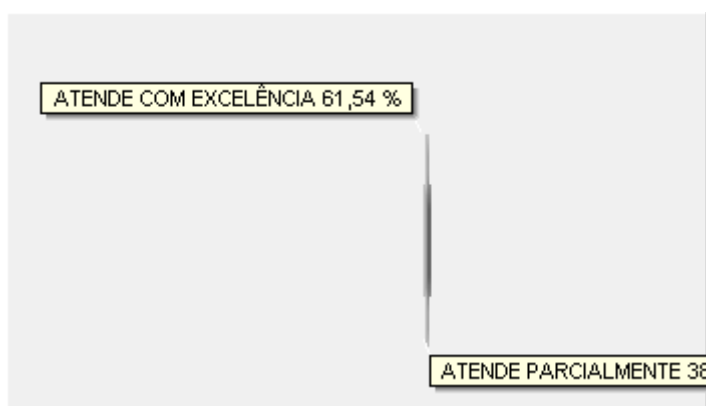 ATENDE COM EXCELÊNCIA 61,54 %
ATENDE PARCIALMENTE 38